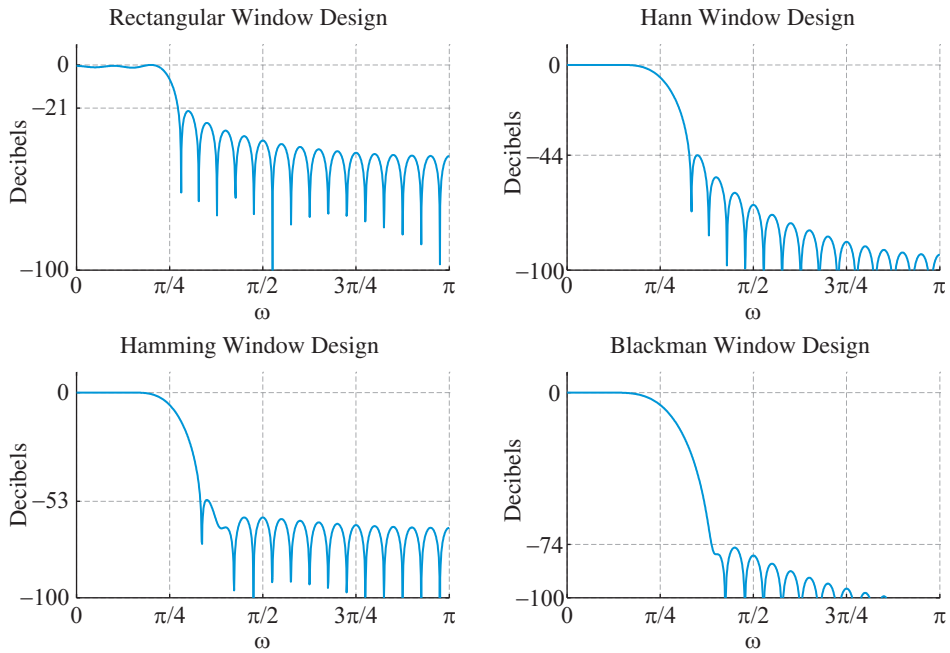 Rectangular Window Design
0
−21
−100
Decibels
0 π/4 π/2 3π/4 π
ω
Hann Window Design
0
−44
−100
Decibels
0 π/4 π/2 3π/4 π
ω
Hamming Window Design
0
−53
−100
Decibels
0 π/4 π/2 3π/4 π
ω
Blackman Window Design
0
−74
−100
Decibels
0 π/4 π/2 3π/4 π
ω